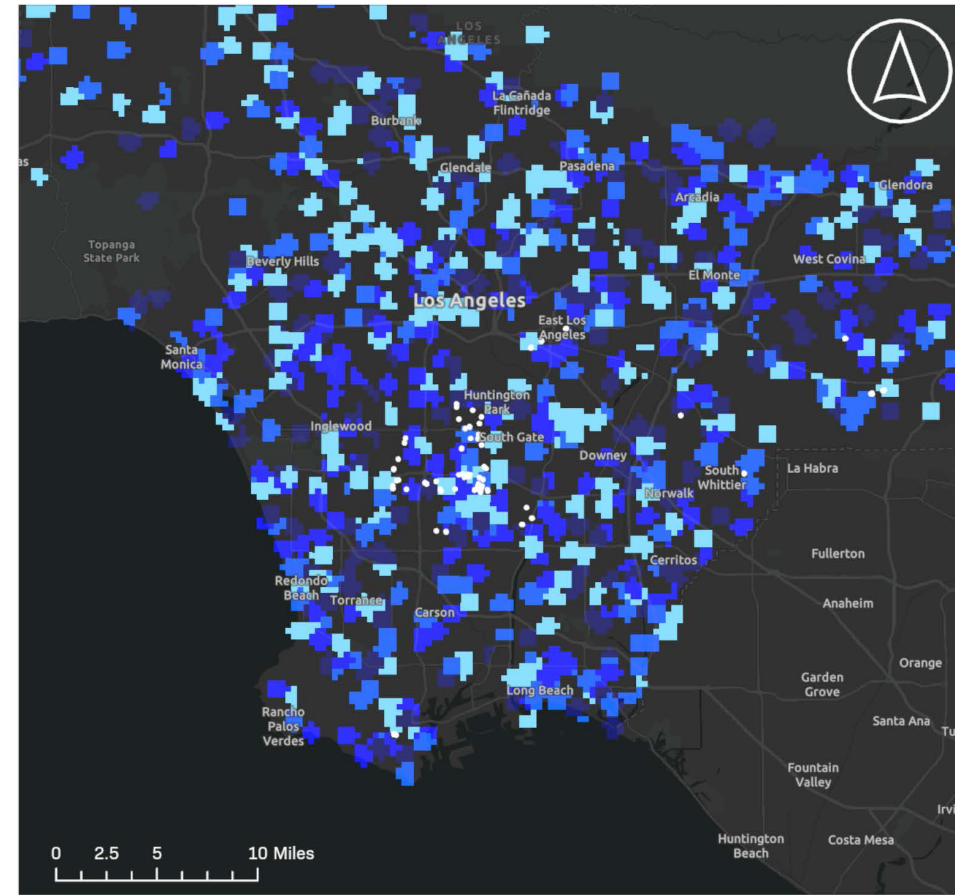 LOS
ANGELES
La Cañada
Flintridge
Burbank
Glendale
Pasadena
as
Glendora
Arcadia
Topanga
State Park
Beverly Hills
West Covina
El Monte
Los Angeles
East Los
Angeles
Santa
Monica
Huntington
Park
Inglewood
South Gate
Downey
South
Whittier
La Habra
Norwalk
Fullerton
Cerritos
Redondo
Beach
Torrance
Anaheim
Carson
Orange
Long Beach
Garden
Grove
Rancho
Palos
Verdes
Santa Ana
Tu
Fountain
Valley
Irvi
Huntington
Beach
Costa Mesa
0 2.5 5 10 Miles